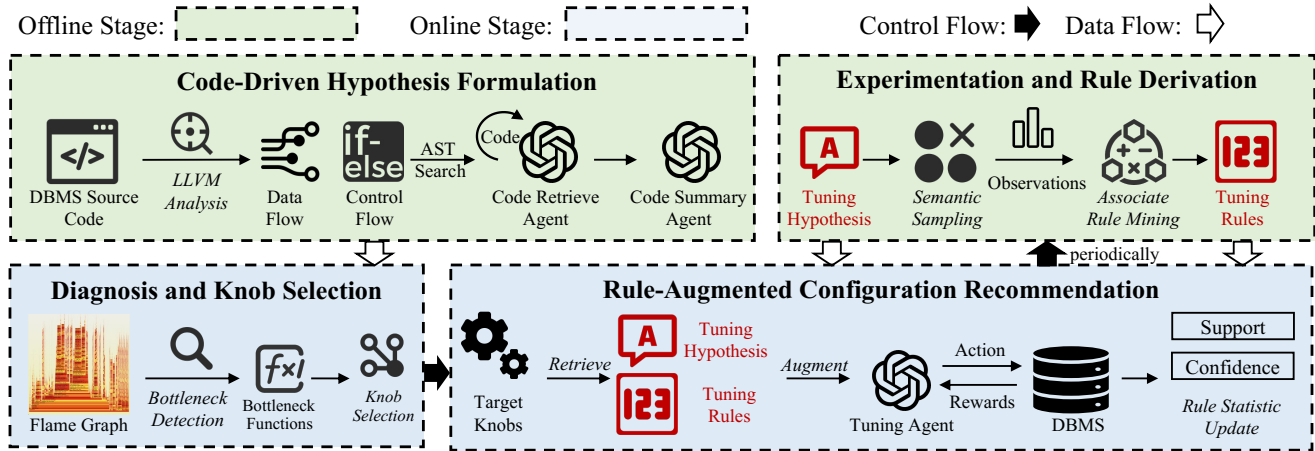 Offline Stage:
Online Stage:
Control Flow:
Data Flow:
Code-Driven Hypothesis Formulation
</>
DBMS Source
Code
LLVM
Analysis
Data
Flow
if-
else
Control
Flow
AST
Search
Code
Code Retrieve
Agent
Code Summary
Agent
Experimentation and Rule Derivation
A
Tuning
Hypothesis
Semantic
Sampling
Observations
Associate
Rule Mining
123
Tuning
Rules
periodically
Diagnosis and Knob Selection
Flame Graph
Bottleneck
Detection
f×/
Bottleneck
Functions
Knob
Selection
Rule-Augmented Configuration Recommendation
Target
Knobs
Retrieve
A
Tuning
Hypothesis
123
Tuning
Rules
Augment
Tuning Agent
Action
Rewards
DBMS
Support
Confidence
Rule Statistic
Update